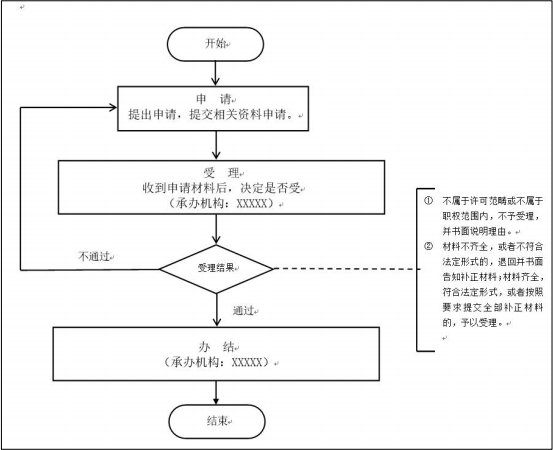 开始
申 请
提出申请，提交相关资料申请。
受 理
收到申请材料后，决定是否受
（承办机构：XXXXX）
不通过
受理结果
通过
办 结
（承办机构：XXXXX）
结束
① 不属于许可范畴或不属于
职权范围内，不予受理，
并书面说明理由。
② 材料不齐全，或者不符合
法定形式的，退回并书面
告知补正材料；材料齐全，
符合法定形式，或者按照
要求提交全部补正材料
的，予以受理。